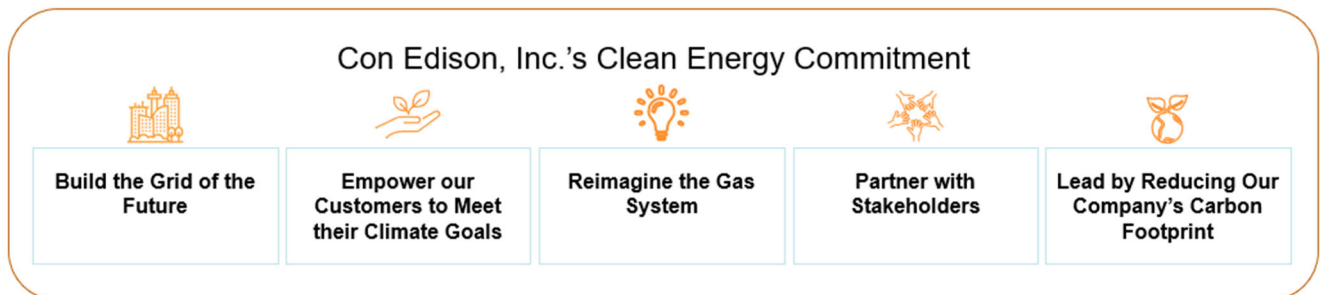 Con Edison, Inc.’s Clean Energy Commitment
Build the Grid of the
Future
Empower our
Customers to Meet
their Climate Goals
Reimagine the Gas
System
Partner with
Stakeholders
Lead by Reducing Our
Company’s Carbon
Footprint